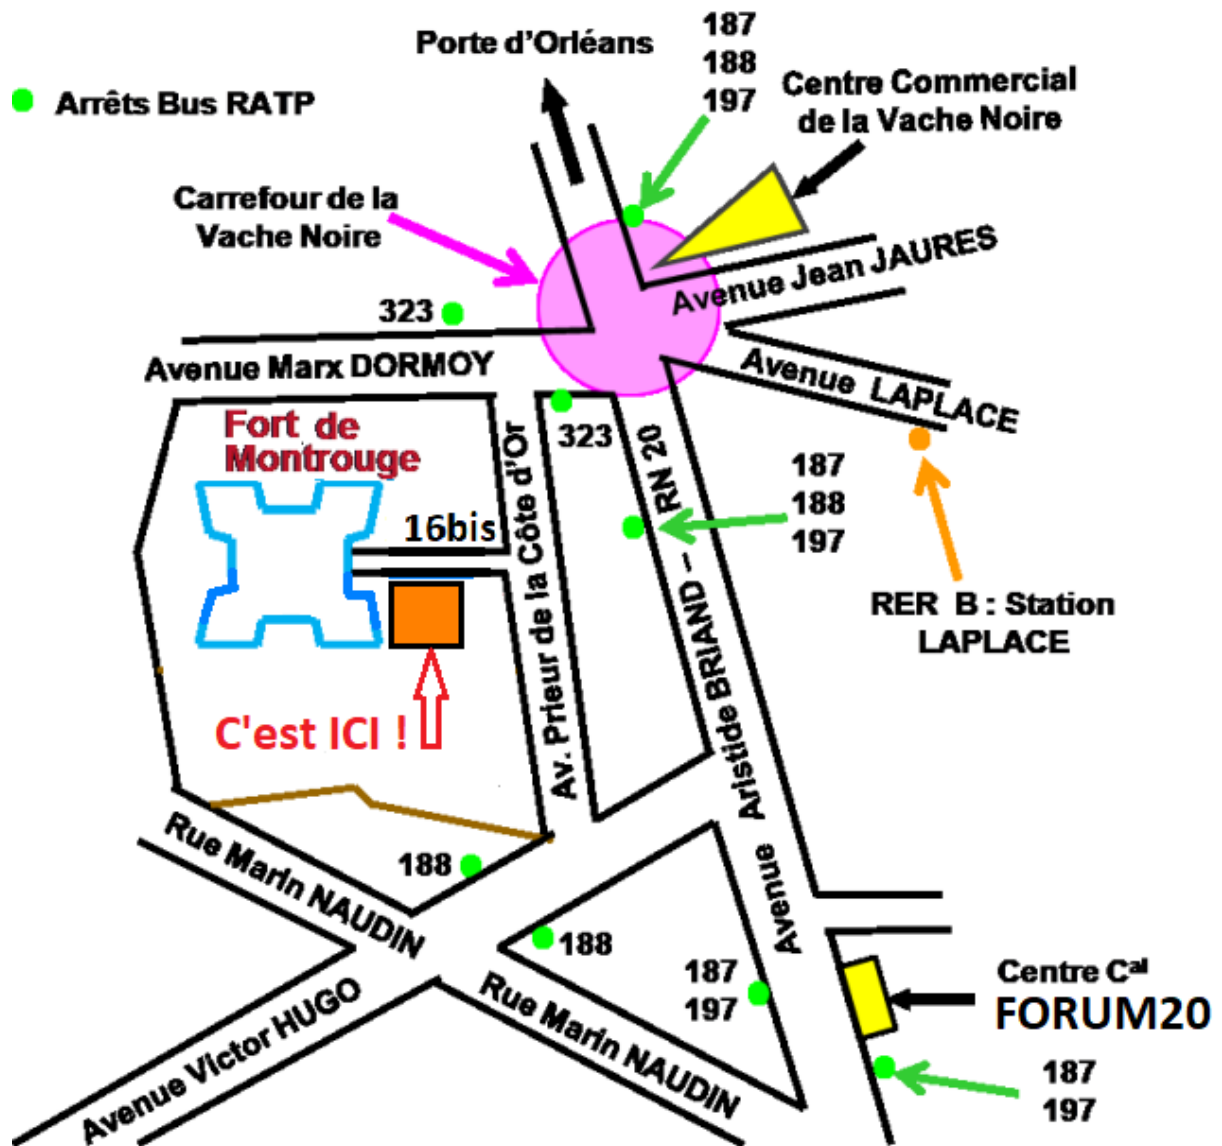 Porte d'Orléans
187
188
197
Centre Commercial
de la Vache Noire
Arrêts Bus RATP
Carrefour de la
Vache Noire
323
Avenue Jean JAURES
Avenue Marx DORMOY
Avenue LAPLACE
Fort de
Montrouge
323
187
188
197
16bis
Av. Prieur de la Côte d'Or
Avenue Aristide BRIAND - RN 20
RER B : Station
LAPLACE
C'est ICI !
Rue Marin NAUDIN
188
188
187
197
Centre Cal
FORUM20
Avenue Victor HUGO
Rue Marin NAUDIN
187
197